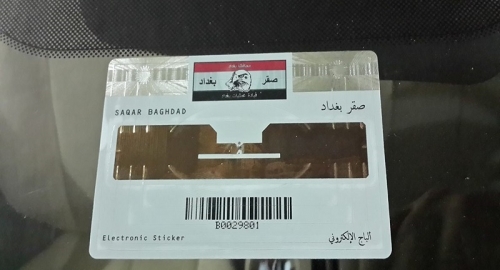 صقر بغداد
SAQAR BAGHDAD
صقر بغداد
B0029801
Electronic Sticker
الباج الإلكتروني